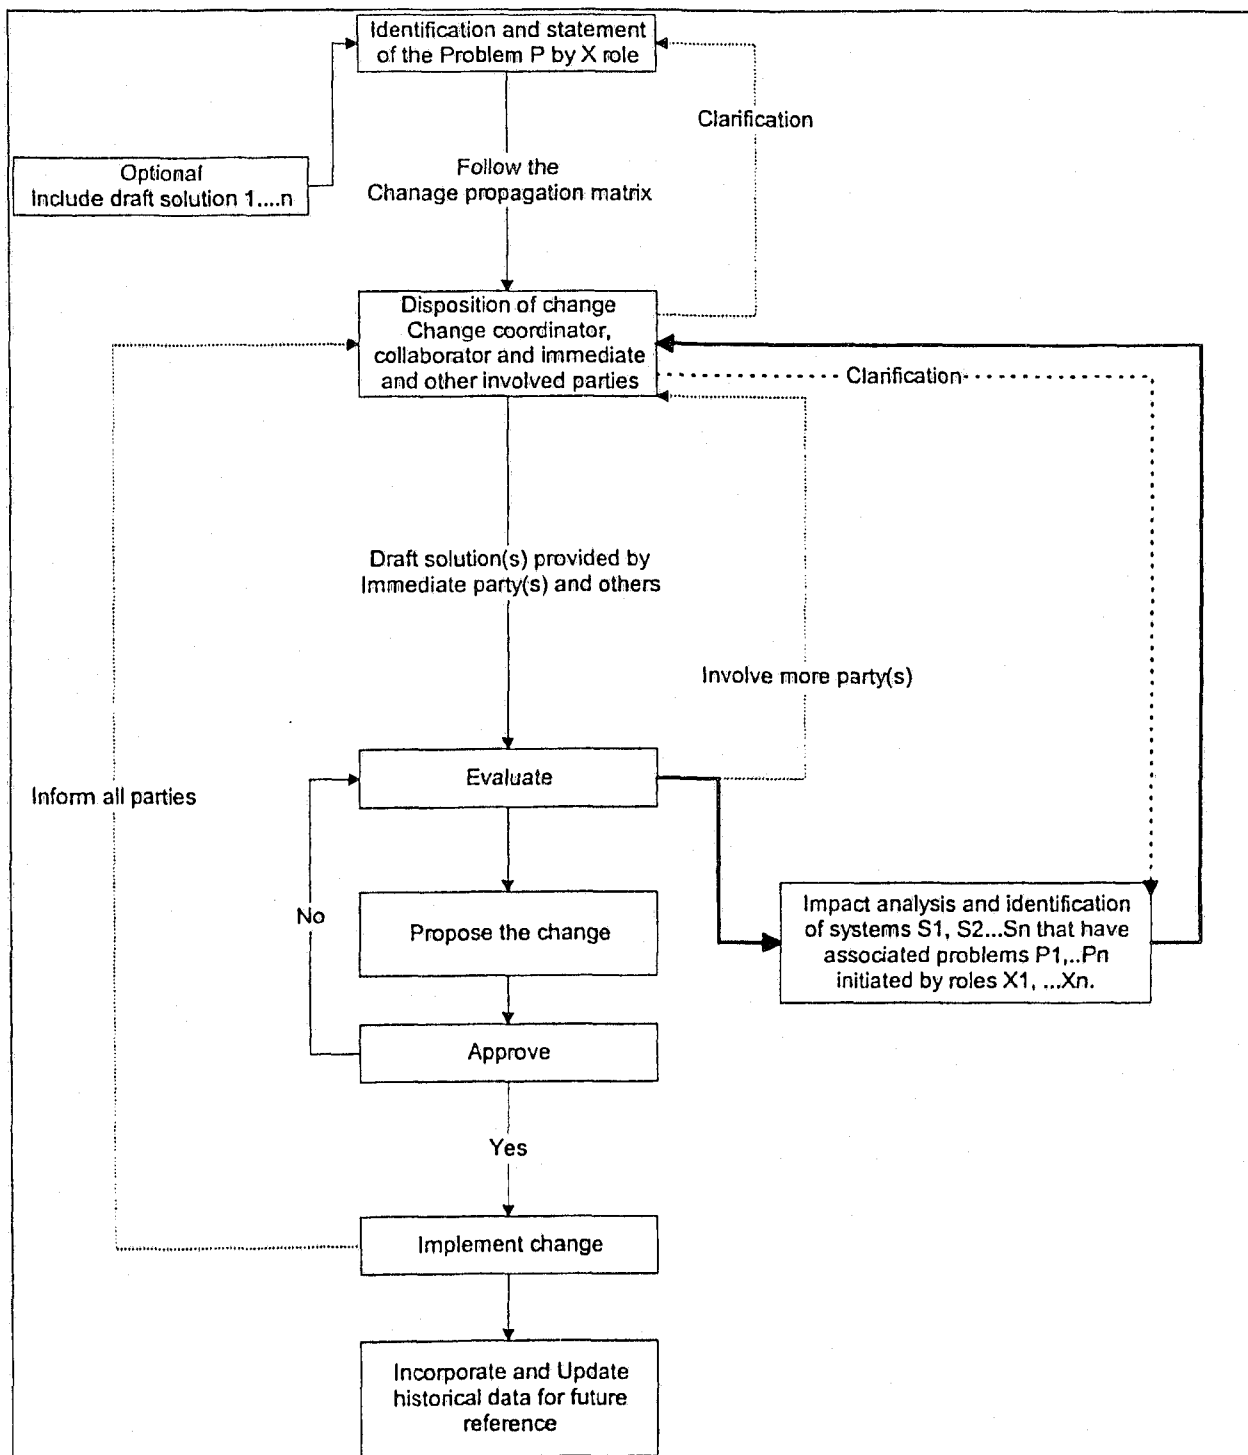 Identification and statement
of the Problem P by X role
Clarification
Optional
Include draft solution 1....n
Follow the
Chanage propagation matrix
Disposition of change
Change coordinator,
collaborator and immediate
and other involved parties
Clarification
Draft solution(s) provided by
Immediate party(s) and others
Involve more party(s)
Evaluate
Inform all parties
No
Propose the change
Impact analysis and identification
of systems S1, S2...Sn that have
associated problems P1,..Pn
initiated by roles X1, ...Xn.
Approve
Yes
Implement change
Incorporate and Update
historical data for future
reference